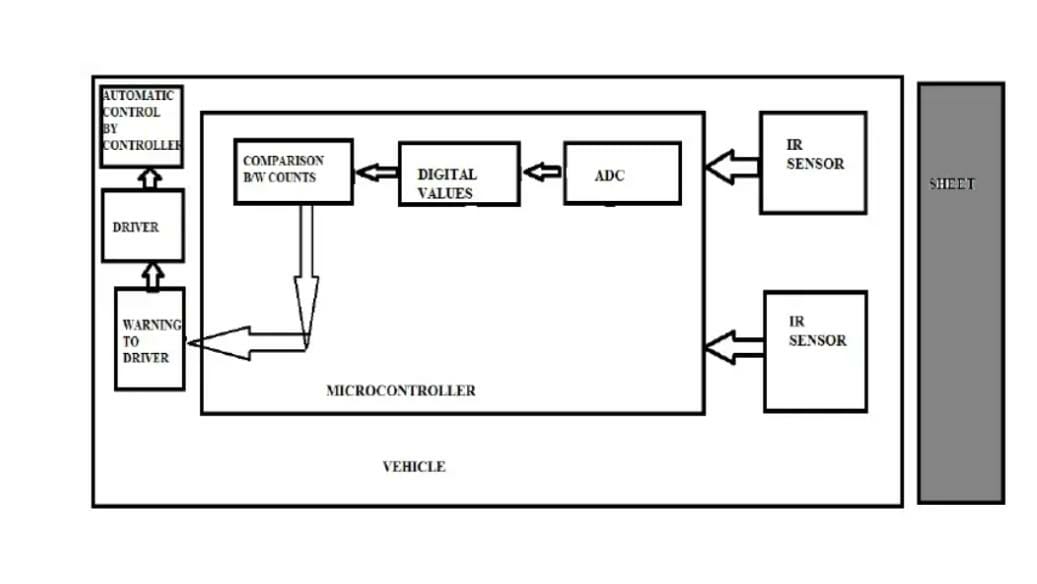 AUTOMATIC
CONTROL
BY
CONTROLLER
DRIVER
WARNING
TO
DRIVER
COMPARISON
B/W COUNTS
DIGITAL
VALUES
ADC
IR
SENSOR
IR
SENSOR
SHEET
MICROCONTROLLER
VEHICLE